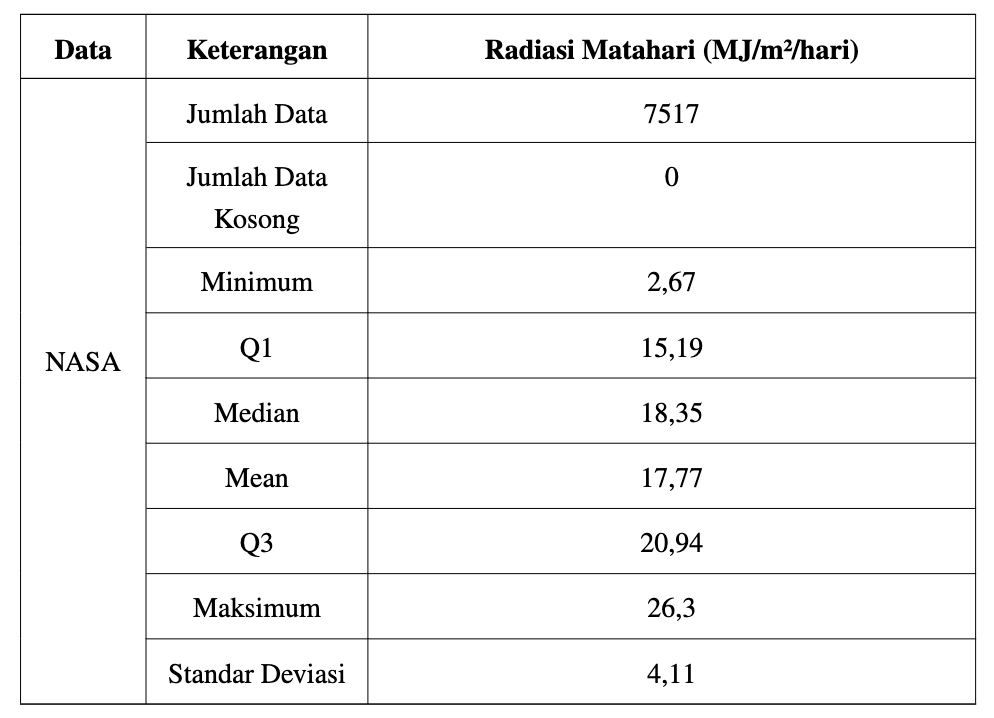 Data Keterangan Radiasi Matahari (MJ/m²/hari)
NASA
Jumlah Data 7517
Jumlah Data Kosong 0
Minimum 2,67
Q1 15,19
Median 18,35
Mean 17,77
Q3 20,94
Maksimum 26,3
Standar Deviasi 4,11